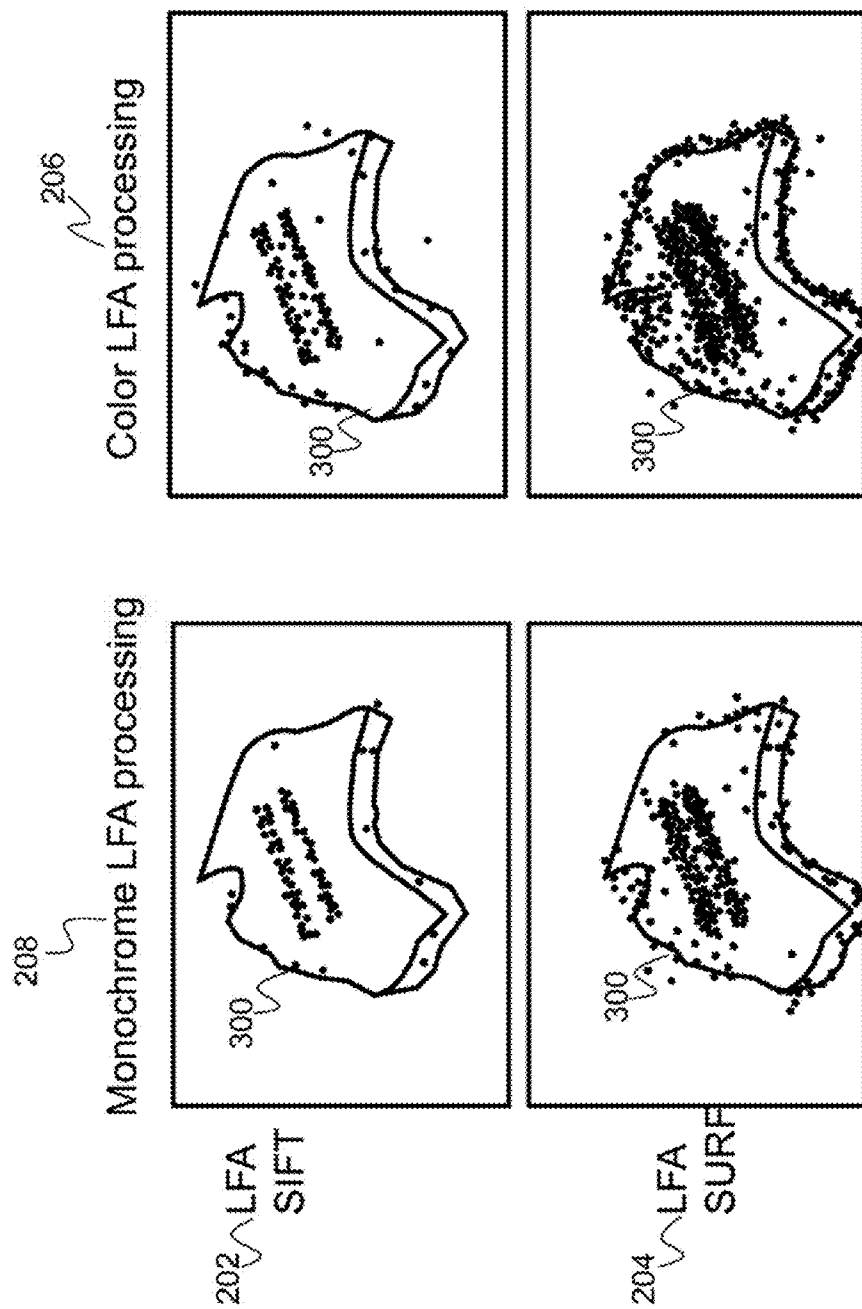 208
Monochrome LFA processing
206
Color LFA processing
202
LFA
SIFT
300
300
204
LFA
SURF
300
300